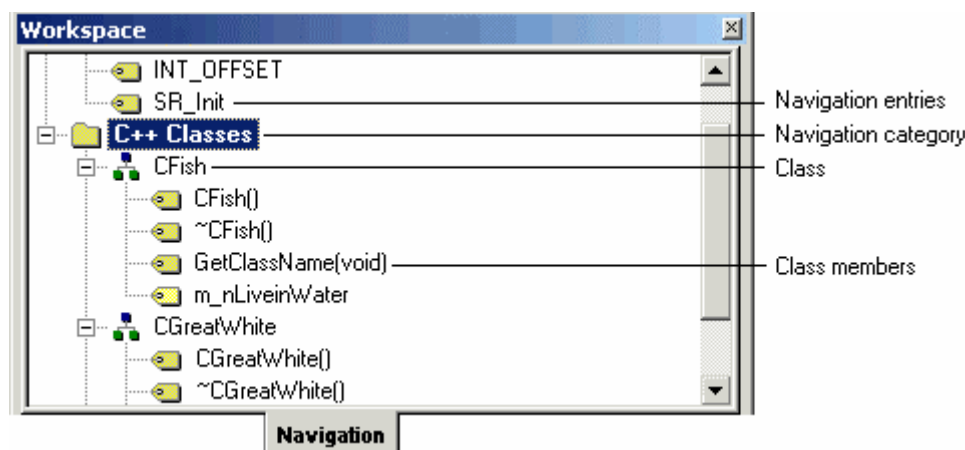 Workspace
INT_OFFSET
SR_Init
Navigation entries
C++ Classes
Navigation category
CFish
Class
CFish()
~CFish()
GetClassName(void)
Class members
m_nLiveinWater
CGreatWhite
CGreatWhite()
~CGreatWhite()
Navigation